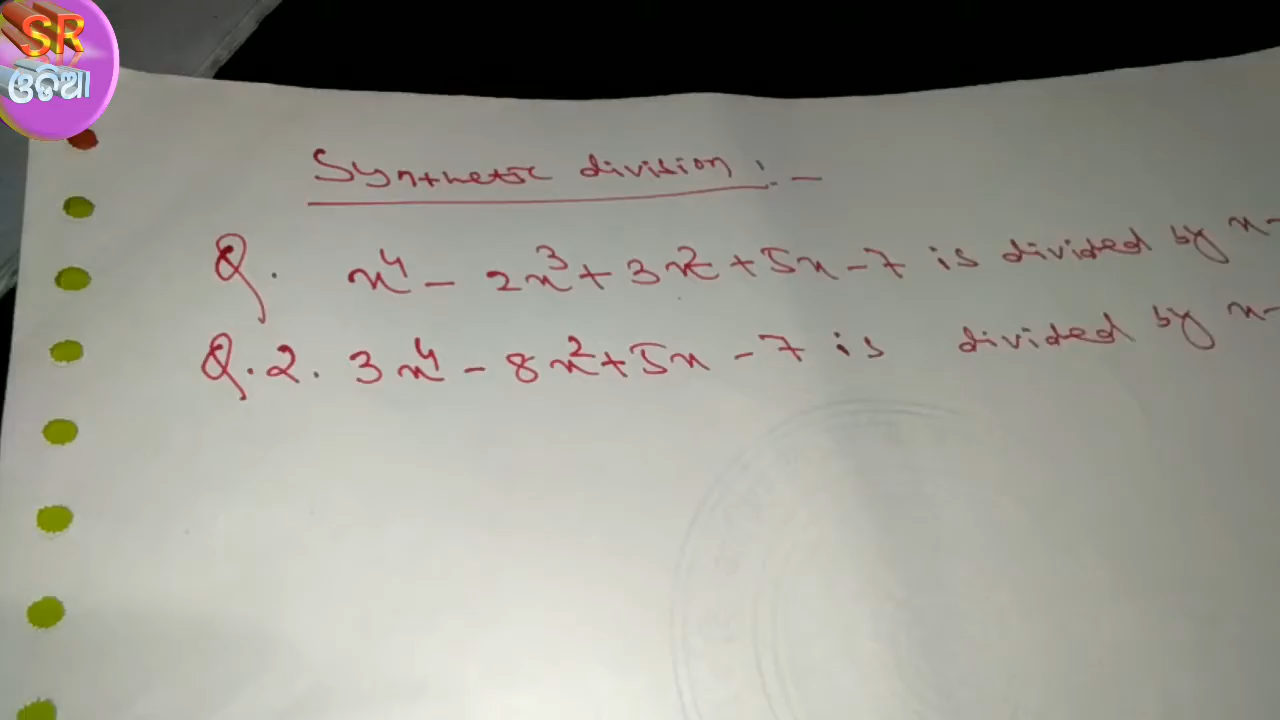 SR
ଓଡିଆ
Synthetic division :-
Q. x⁴ - 2x³ + 3x² + 5x - 7 is divided by x-
Q.2. 3x⁴ - 8x² + 5x - 7 is divided by x-